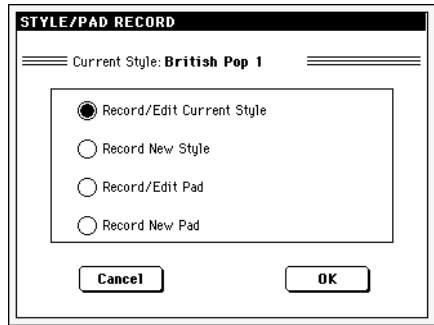 STYLE/PAD RECORD
Current Style: British Pop 1
Record/Edit Current Style
Record New Style
Record/Edit Pad
Record New Pad
Cancel OK